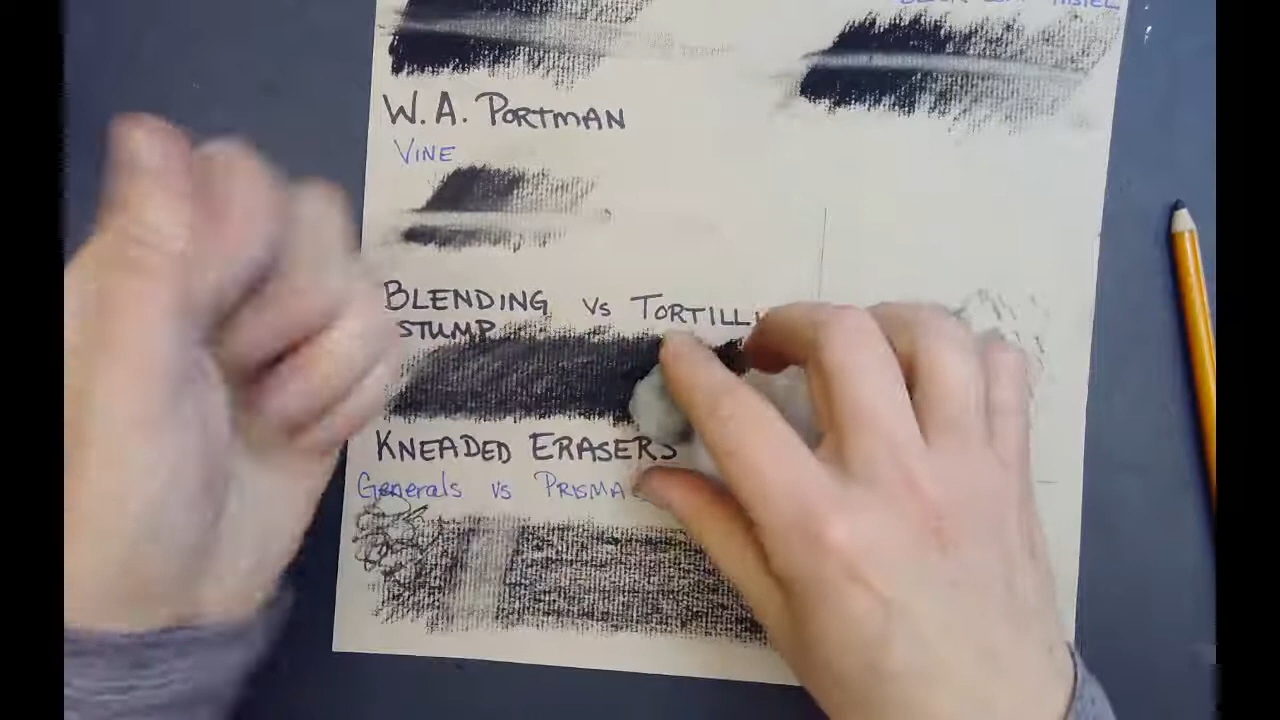 W.A. PORTMAN
VINE
BLENDING VS TORTILL
STUMP
KNEADED ERASERS
Generals vs PRISMA